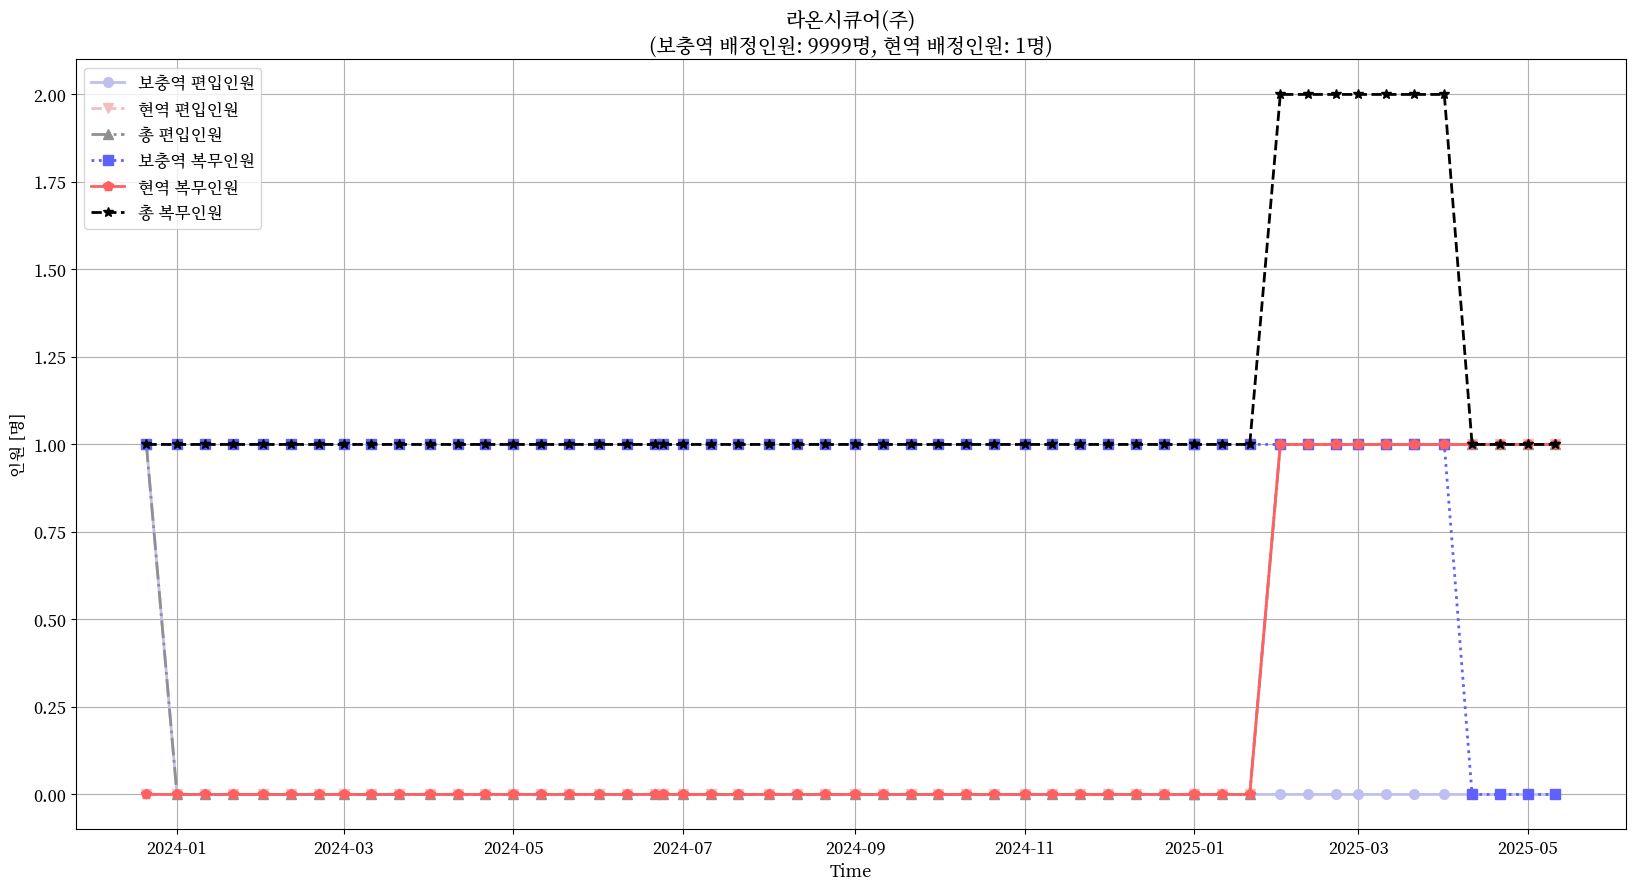 라온시큐어(주)
(보충역 배정인원: 9999명, 현역 배정인원: 1명)
보충역 편입인원
현역 편입인원
총 편입인원
보충역 복무인원
현역 복무인원
총 복무인원
인원 [명]
2.00
1.75
1.50
1.25
1.00
0.75
0.50
0.25
0.00
2024-01
2024-03
2024-05
2024-07
2024-09
2024-11
2025-01
2025-03
2025-05
Time